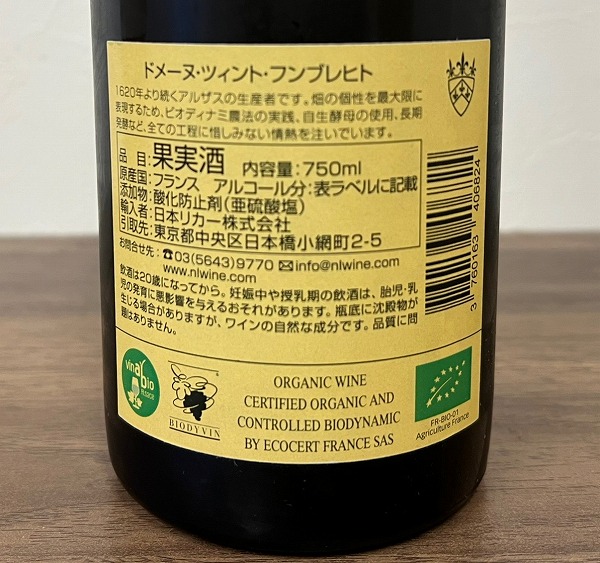 ドメーヌ・ツィント・フンブレヒト
1620年より続くアルザスの生産者です。畑の個性を最大限に
表現するため、ビオディナミ農法の実践、自生酵母の使用、長期
発酵など、全ての工程に惜しみない情熱を注いでいます。
品目:果実酒 内容量:750ml
原産国:フランス アルコール分:表ラベルに記載
添加物:酸化防止剤(亜硫酸塩)
輸入者:日本リカー株式会社
引取先:東京都中央区日本橋小網町2-5
お問合せ先:☎03(5643)9770 ✉info@nlwine.com
www.nlwine.com
飲酒は20歳になってから。妊娠中や授乳期の飲酒は、胎児・乳
児の発育に悪影響を与えるおそれがあります。瓶底に沈殿物が
生じる場合がありますが、ワインの自然な成分です。品質に問
題はありません。
3 760163 406824
vin a bio
ALSACE
BIODYVIN
ORGANIC WINE
CERTIFIED ORGANIC AND
CONTROLLED BIODYNAMIC
BY ECOCERT FRANCE SAS
FR-BIO-01
Agriculture France